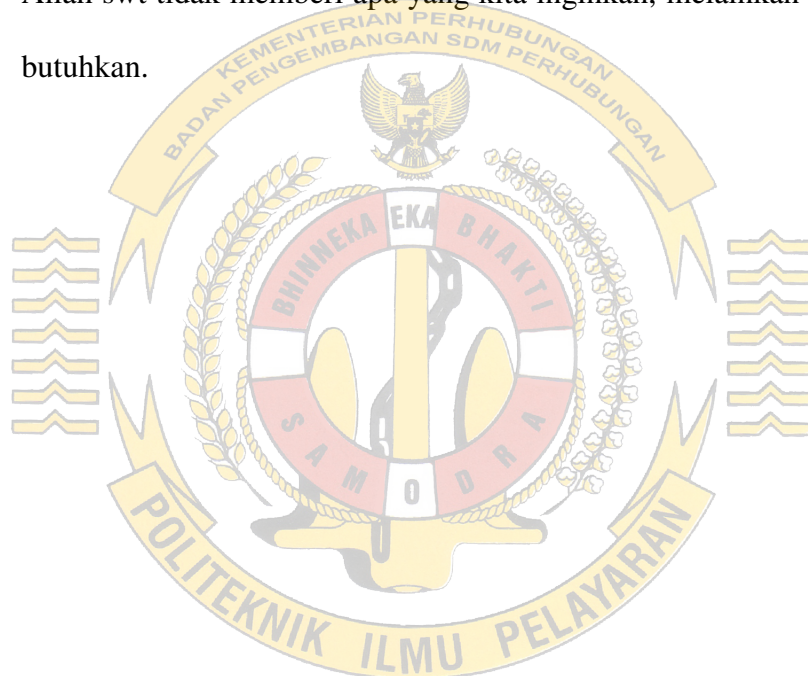 Allah swt tidak memberi apa yang kita inginkan, melainkan
butuhkan.
KEMENTERIAN PERHUBUNGAN
BADAN PENGEMBANGAN SDM PERHUBUNGAN
BHINNEKA EKA BHAKTI
SAMODRA
POLITEKNIK ILMU PELAYARAN